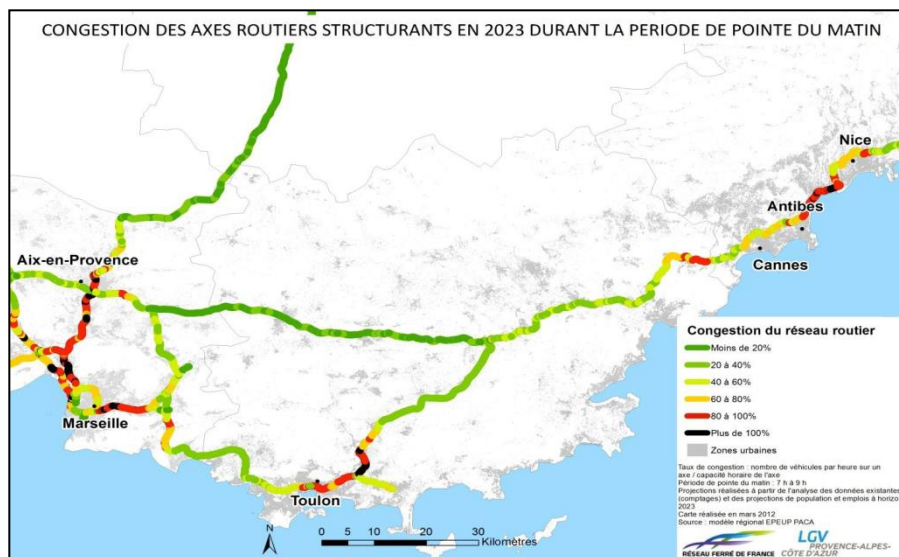 CONGESTION DES AXES ROUTIERS STRUCTURANTS EN 2023 DURANT LA PERIODE DE POINTE DU MATIN
Nice
Antibes
Aix-en-Provence
Cannes
Marseille
Toulon
Congestion du réseau routier
Moins de 20%
20 à 40%
40 à 60%
60 à 80%
80 à 100%
Plus de 100%
Zones urbaines
Taux de congestion : nombre de véhicules par heure sur un
axe / capacité horaire de l'axe
Période de pointe du matin : 7 h à 9 h
Projections réalisées à partir de l'analyse des données existantes
(comptages) et des projections de population et emplois à horizo
2023
Carte réalisée en mars 2012
Source : modèle régional EPEUP PACA
N
0 5 10 20 30
Kilomètres
RÉSEAU FERRÉ DE FRANCE
LGV
PROVENCE-ALPES-
CÔTE D'AZUR